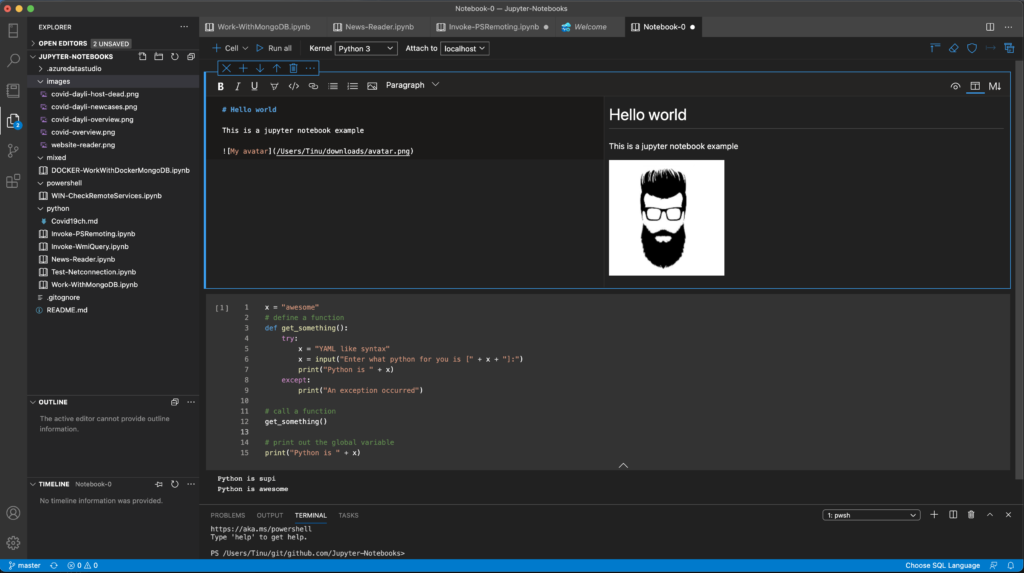 Notebook-0 — Jupyter-Notebooks
EXPLORER
OPEN EDITORS 2 UNSAVED
JUPYTER-NOTEBOOKS
.azuredatastudio
images
covid-dayli-host-dead.png
covid-dayli-newcases.png
covid-dayli-overview.png
covid-overview.png
website-reader.png
mixed
DOCKER-WorkWithDockerMongoDB.ipynb
powershell
WIN-CheckRemoteServices.ipynb
python
Covid19ch.md
Invoke-PSRemoting.ipynb
Invoke-WmiQuery.ipynb
News-Reader.ipynb
Test-Netconnection.ipynb
Work-WithMongoDB.ipynb
.gitognore
README.md
OUTLINE
The active editor cannot provide outline
information.
TIMELINE Notebook-0
No timeline information was provided.
2
Work-WithMongoDB.ipynb News-Reader.ipynb Invoke-PSRemoting.ipynb Welcome Notebook-0
Cell Run all Kernel Python 3 Attach to localhost
B I U Paragraph M↓
# Hello world
This is a jupyter notebook example
![My avatar](/Users/Tinu/downloads/avatar.png)
Hello world
This is a jupyter notebook example
[1] 1 x = "awesome"
2 # define a function
3 def get_something():
4 try:
5 x = "YAML like syntax"
6 x = input("Enter what python for you is [" + x + "]:")
7 print("Python is " + x)
8 except:
9 print("An exception occurred")
10
11 # call a function
12 get_something()
13
14 # print out the global variable
15 print("Python is " + x)
Python is supi
Python is awesome
PROBLEMS OUTPUT TERMINAL TASKS 1: pwsh
https://aka.ms/powershell
Type 'help' to get help.
PS /Users/Tinu/git/github.com/Jupyter-Notebooks>
master 0 0 Choose SQL Language